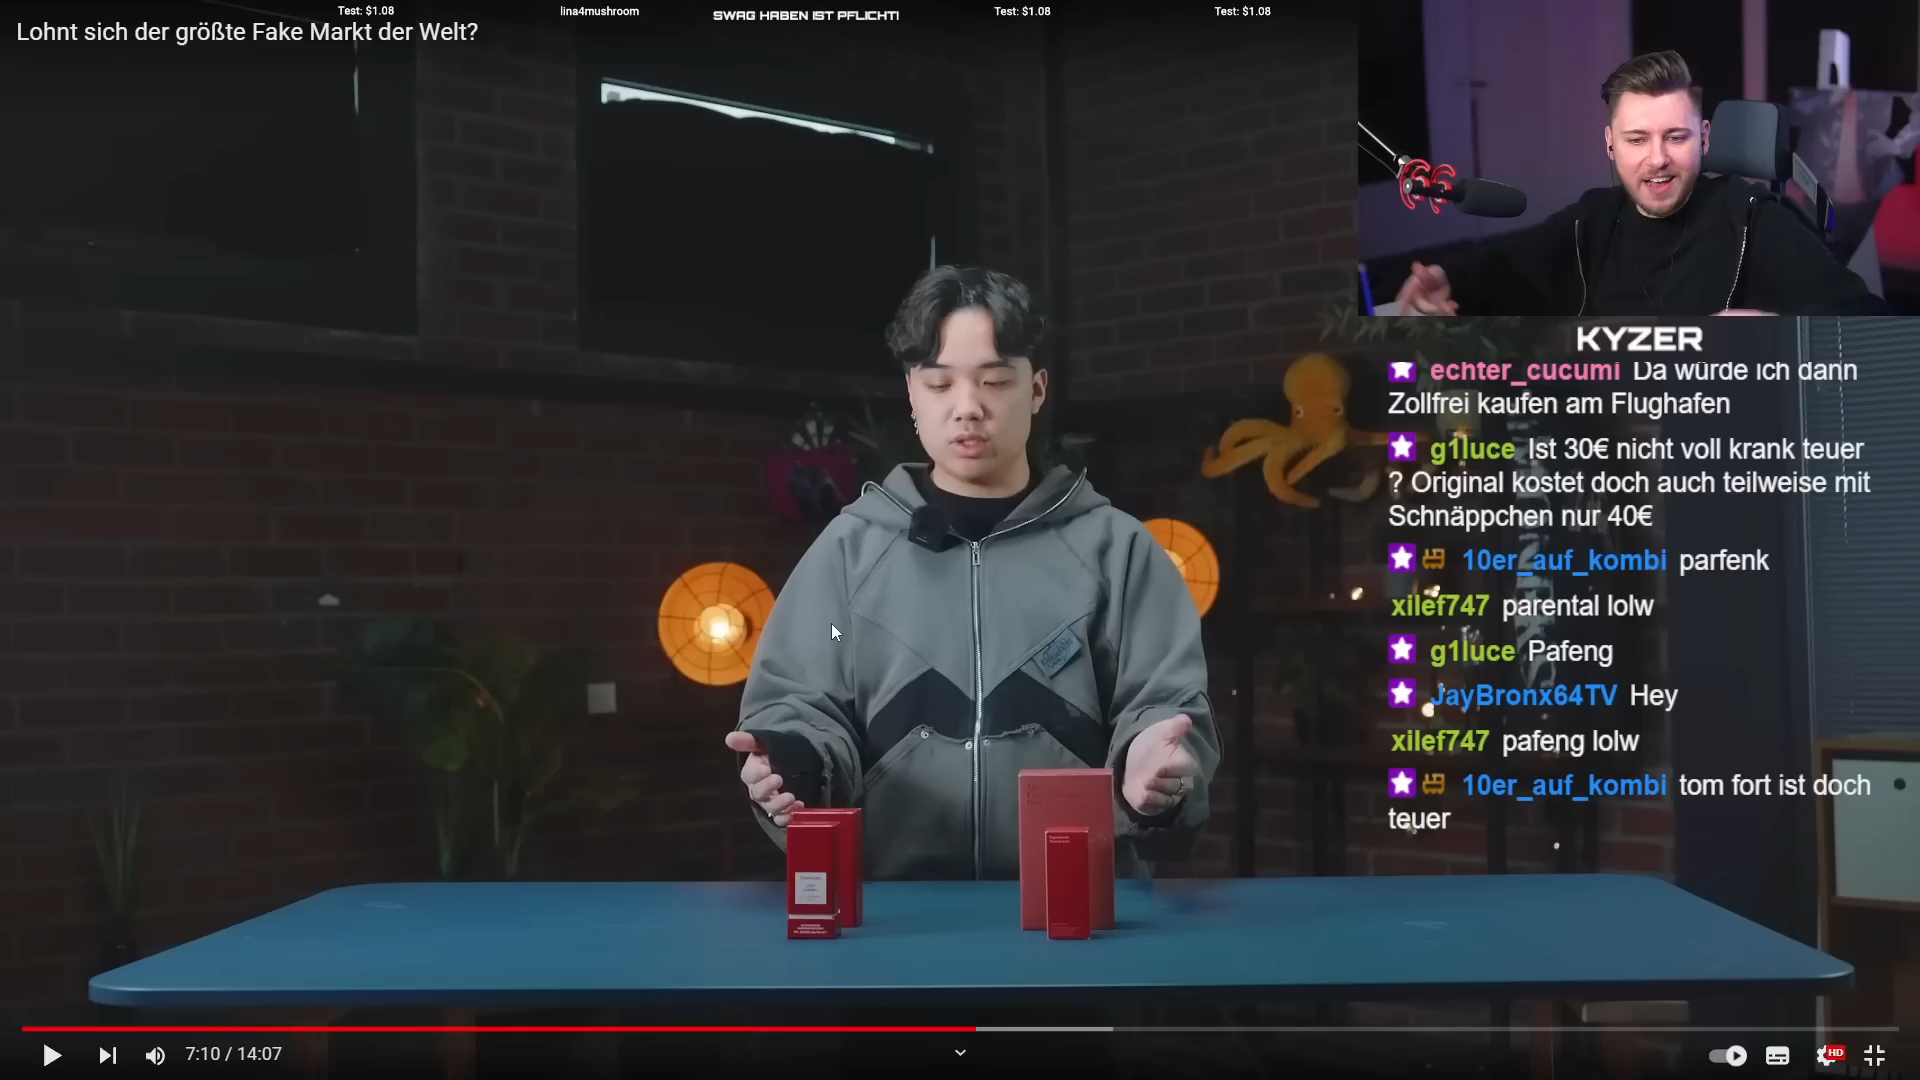 Test: $1.08
lina4mushroom
SWAG HABEN IST PFLICHT!
Test: $1.08
Test: $1.08
Lohnt sich der größte Fake Markt der Welt?
KYZER
echter_cucumi Da würde ich dann
Zollfrei kaufen am Flughafen
g1luce Ist 30€ nicht voll krank teuer
? Original kostet doch auch teilweise mit
Schnäppchen nur 40€
10er_auf_kombi parfenk
xilef747 parental lolw
g1luce Pafeng
JayBronx64TV Hey
xilef747 pafeng lolw
10er_auf_kombi tom fort ist doch
teuer
7:10 / 14:07
HD